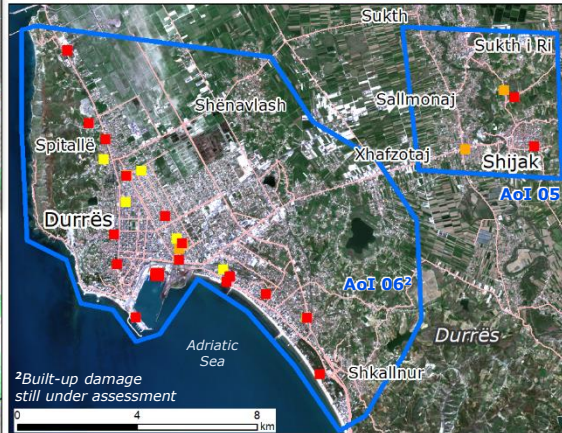 Sukth
Sukth i Ri
Shënavlash
Sallmonaj
Spitallë
Xhafzotaj
Shijak
AoI 05
Durrës
AoI 06²
Durrës
Adriatic
Sea
Shkallnur
²Built-up damage
still under assessment
0 4 8
km